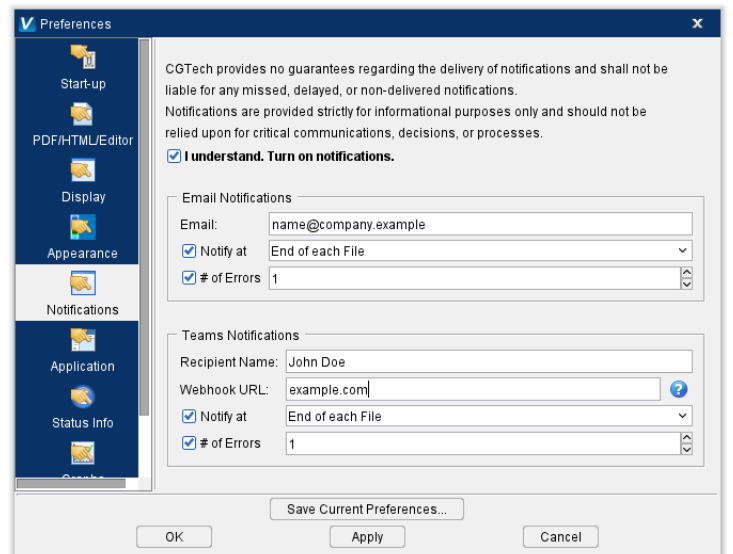 Preferences
Start-up
PDF/HTML/Editor
Display
Appearance
Notifications
Application
Status Info
CGTech provides no guarantees regarding the delivery of notifications and shall not be
liable for any missed, delayed, or non-delivered notifications.
Notifications are provided strictly for informational purposes only and should not be
relied upon for critical communications, decisions, or processes.
I understand. Turn on notifications.
Email Notifications
Email: name@company.example
Notify at End of each File
# of Errors 1
Teams Notifications
Recipient Name: John Doe
Webhook URL: example.com
Notify at End of each File
# of Errors 1
Save Current Preferences...
OK Apply Cancel